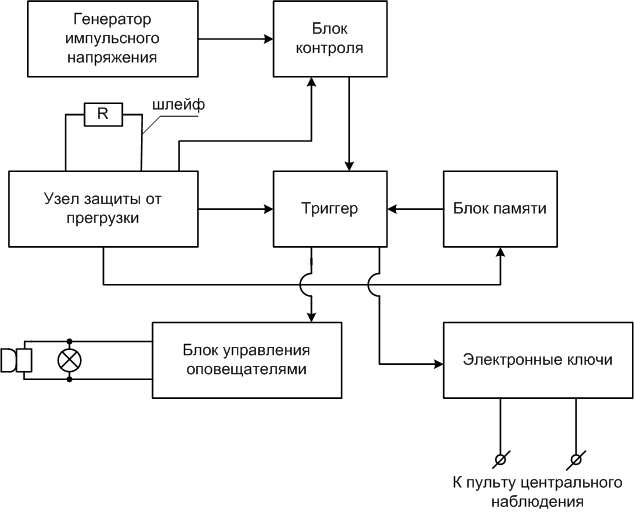 Генератор
импульсного
напряжения
Блок
контроля
R
шлейф
Узел защиты от
прегрузки
Триггер
Блок памяти
Блок управления
оповещателями
Электронные ключи
К пульту центрального
наблюдения